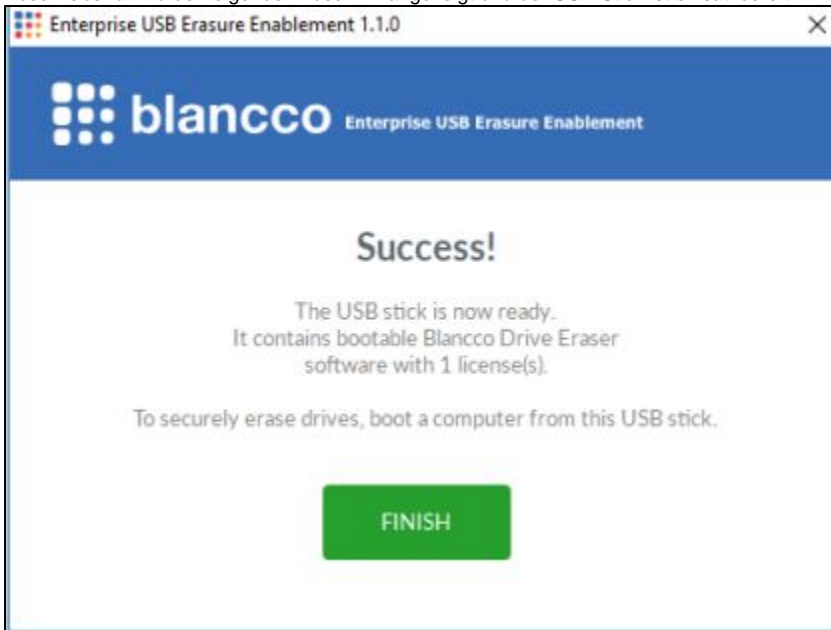 Enterprise USB Erasure Enablement 1.1.0
blancco Enterprise USB Erasure Enablement
Success!
The USB stick is now ready.
It contains bootable Blancco Drive Eraser
software with 1 license(s).
To securely erase drives, boot a computer from this USB stick.
FINISH